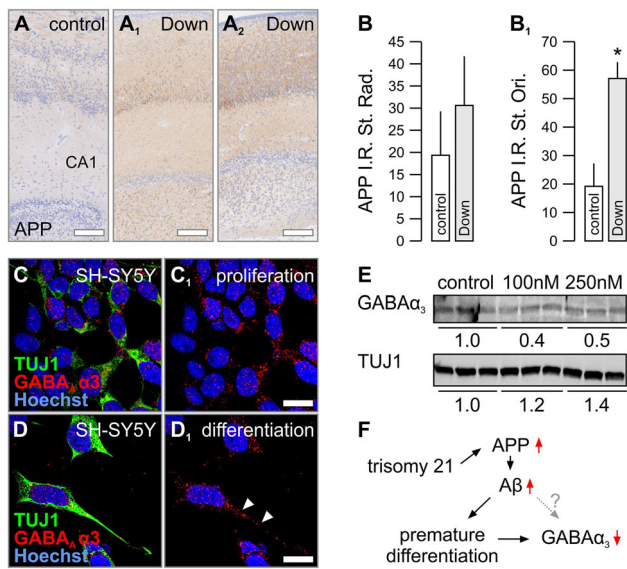 A control
A₁ Down
A₂ Down
CA1
APP
B
APP I.R. St. Rad.
45
40
35
30
25
20
15
10
5
0
control
Down
B₁
APP I.R. St. Ori.
70
60
50
40
30
20
10
0
*
control
Down
C SH-SY5Y
TUJ1
GABAA α3
Hoechst
C₁ proliferation
D SH-SY5Y
TUJ1
GABAA α3
Hoechst
D₁ differentiation
E
control 100nM 250nM
GABAα₃
1.0 0.4 0.5
TUJ1
1.0 1.2 1.4
F
APP
trisomy 21
Aβ
?
premature
differentiation
GABAα₃